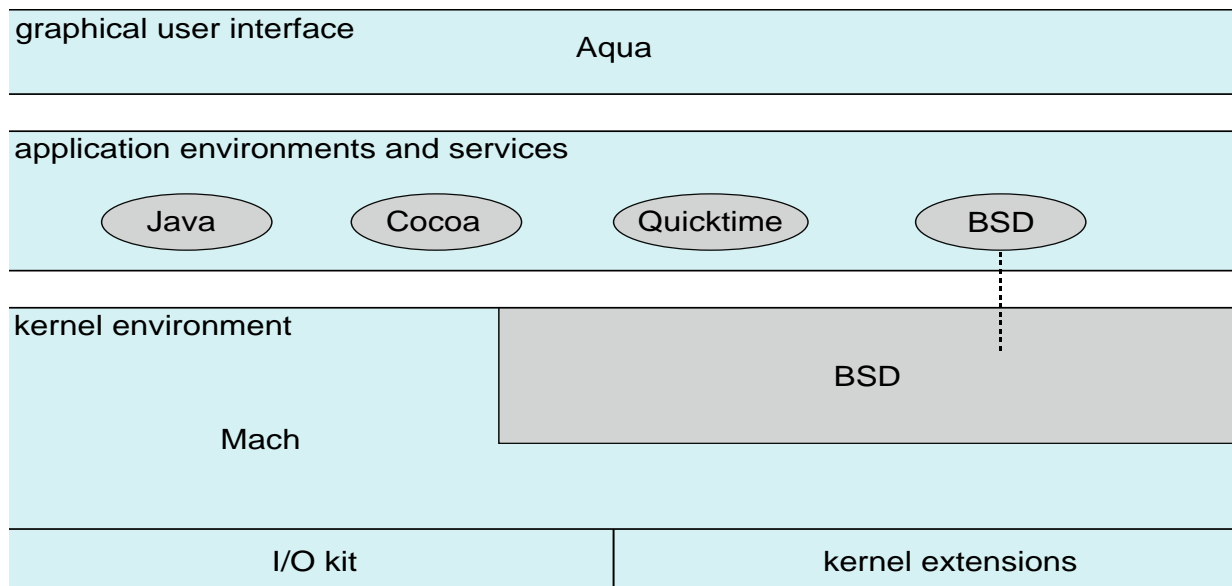 graphical user interface
Aqua
application environments and services
Java Cocoa Quicktime BSD
kernel environment
BSD
Mach
I/O kit kernel extensions